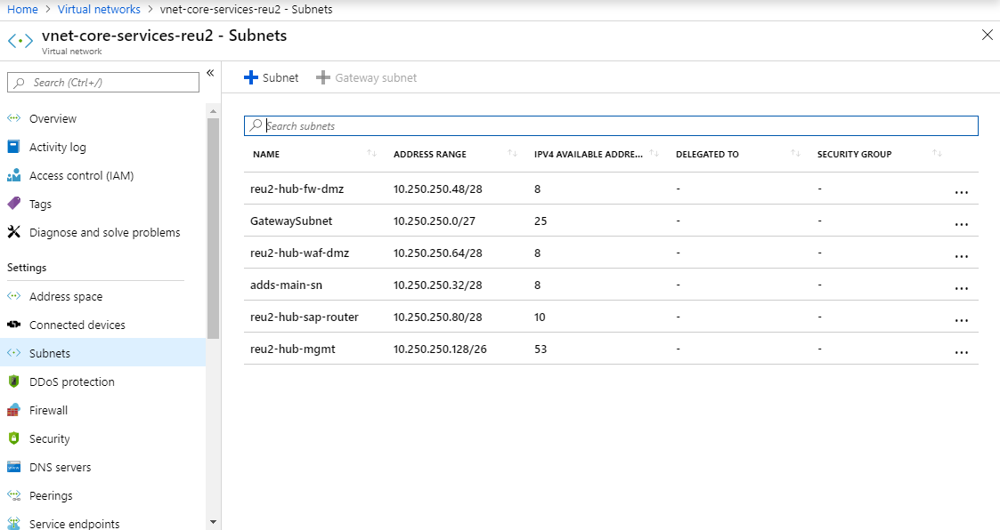 Home > Virtual networks > vnet-core-services-reu2 - Subnets
vnet-core-services-reu2 - Subnets
Virtual network
Search (Ctrl+/)
Overview
Activity log
Access control (IAM)
Tags
Diagnose and solve problems
Settings
Address space
Connected devices
Subnets
DDoS protection
Firewall
Security
DNS servers
Peerings
Service endpoints
Subnet Gateway subnet
Search subnets
NAME ADDRESS RANGE IPV4 AVAILABLE ADDRE... DELEGATED TO SECURITY GROUP
reu2-hub-fw-dmz 10.250.250.48/28 8 - - ...
GatewaySubnet 10.250.250.0/27 25 - - ...
reu2-hub-waf-dmz 10.250.250.64/28 8 - - ...
adds-main-sn 10.250.250.32/28 8 - - ...
reu2-hub-sap-router 10.250.250.80/28 10 - - ...
reu2-hub-mgmt 10.250.250.128/26 53 - - ...